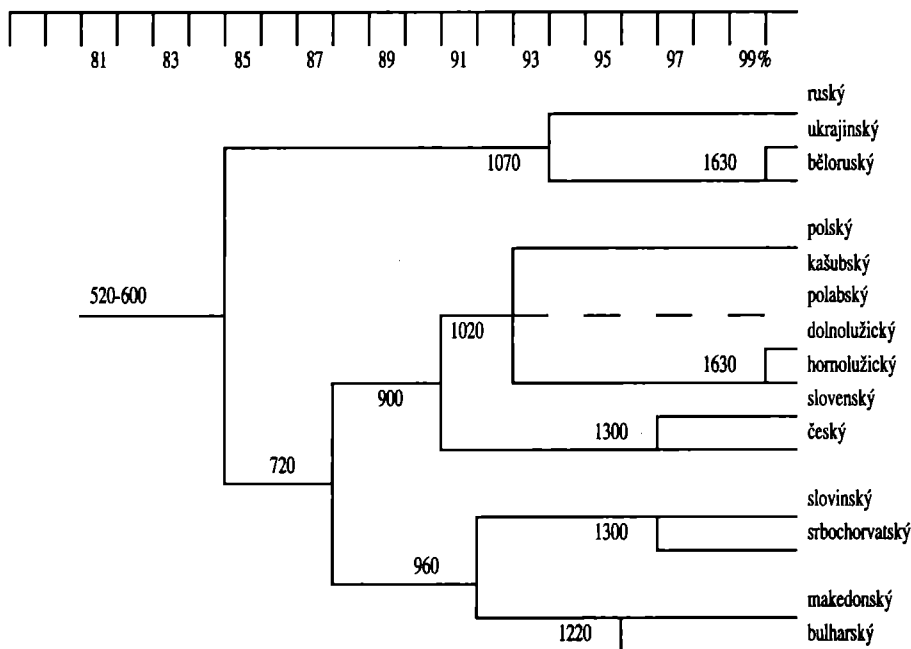 81 83 85 87 89 91 93 95 97 99%
ruský
ukrajinský
1070 1630 běloruský
polský
kašubský
520-600 polabský
1020 dolnolužický
1630 hornolužický
900 slovenský
1300 český
720
slovinský
1300 srbochorvatský
960
makedonský
1220 bulharský